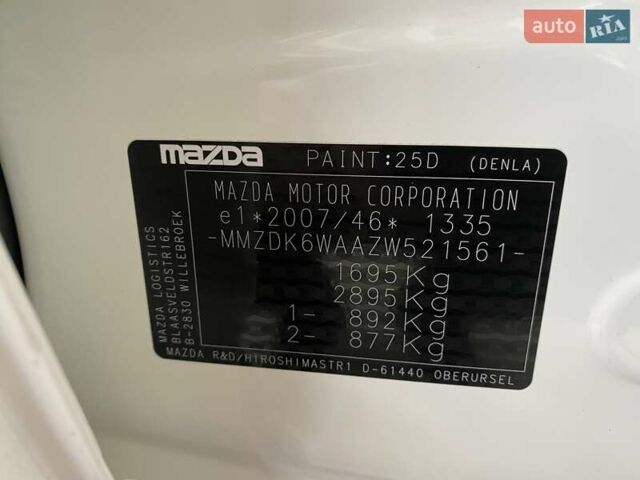 auto RIA.com
mazda PAINT:25D (DENLA)
MAZDA MOTOR CORPORATION
e1*2007/46* 1335
-MMZDK6WAAZW521561-
1695Kg
2895Kg
1- 892Kg
2- 877Kg
MAZDA R&D/HIROSHIMASTR1 D-61440 OBERURSEL
MAZDA LOGISTICS
BLAASVELDSTR162
B-2830 WILLEBROEK